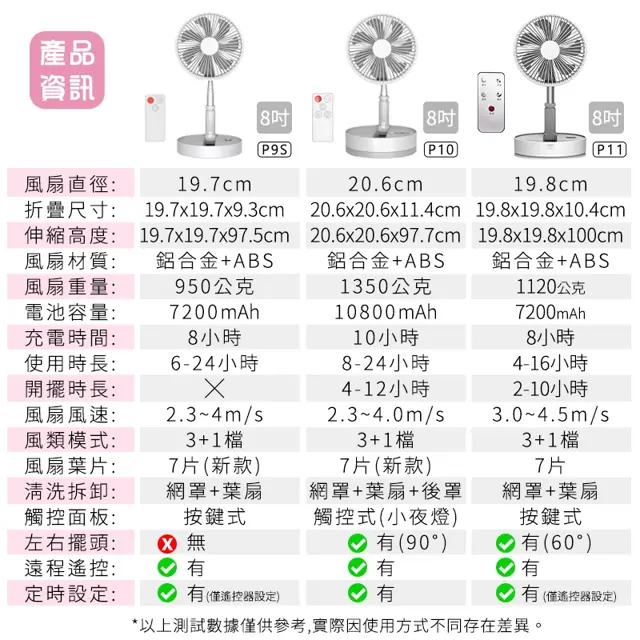 產品
資訊
8吋 8吋 8吋
P9S P10 P11
風扇直徑: 19.7cm 20.6cm 19.8cm
折疊尺寸: 19.7x19.7x9.3cm 20.6x20.6x11.4cm 19.8x19.8x10.4cm
伸縮高度: 19.7x19.7x97.5cm 20.6x20.6x97.7cm 19.8x19.8x100cm
風扇材質: 鋁合金+ABS 鋁合金+ABS 鋁合金+ABS
風扇重量: 950公克 1350公克 1120公克
電池容量: 7200mAh 10800mAh 7200mAh
充電時間: 8小時 10小時 8小時
使用時長: 6-24小時 8-24小時 4-16小時
開擺時長: ╳ 4-12小時 2-10小時
風扇風速: 2.3~4m/s 2.3~4.0m/s 3.0~4.5m/s
風類模式: 3+1檔 3+1檔 3+1檔
風扇葉片: 7片(新款) 7片(新款) 7片
清洗拆卸: 網罩+葉扇 網罩+葉扇+後罩 網罩+葉扇
觸控面板: 按鍵式 觸控式(小夜燈) 按鍵式
左右擺頭: 無 有(90°) 有(60°)
遠程遙控: 有 有 有
定時設定: 有(僅遙控器設定) 有 有(僅遙控器設定)
*以上測試數據僅供參考,實際因使用方式不同存在差異。